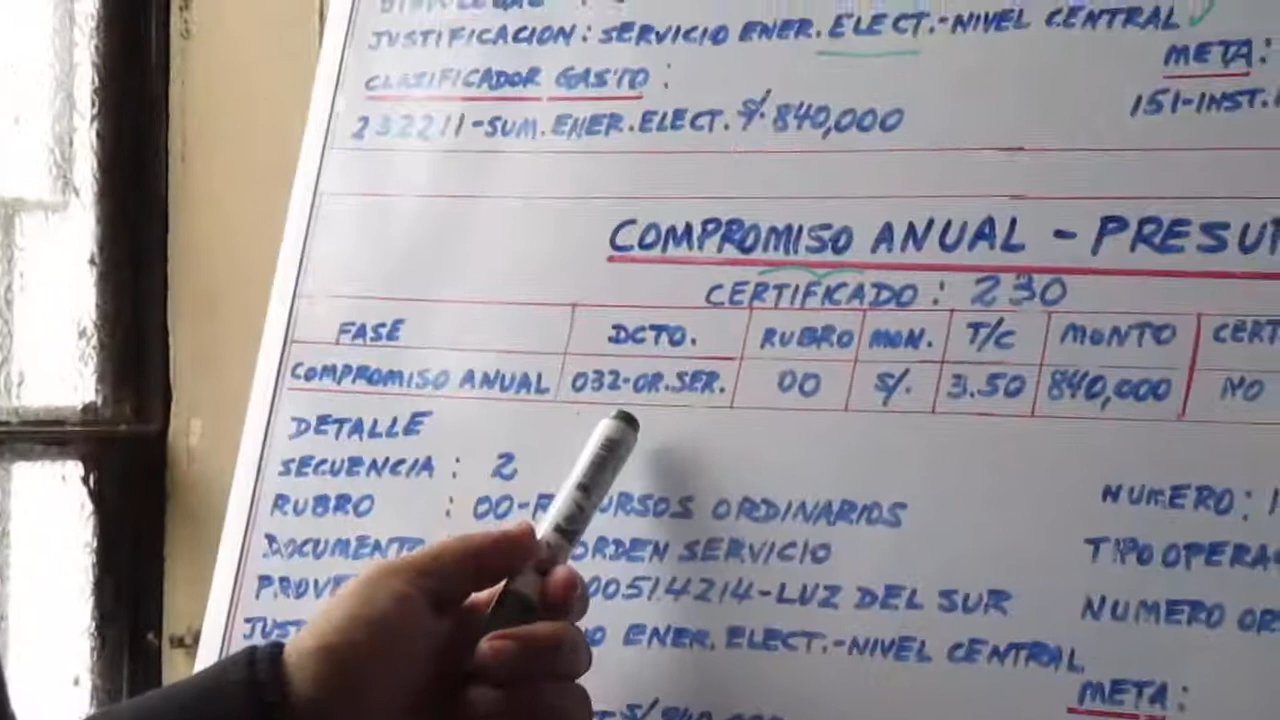 JUSTIFICACION: SERVICIO ENER. ELECT.-NIVEL CENTRAL
META:
CLASIFICADOR GASTO :
151-INST.
232211-SUM.ENER.ELECT. S/. 840,000
COMPROMISO ANUAL - PRESU
CERTIFICADO: 230
FASE DCTO. RUBRO MON. T/C MONTO CERT
COMPROMISO ANUAL 032-OR.SER. 00 S/. 3.50 840,000 NO
DETALLE
SECUENCIA : 2
NUMERO:
RUBRO : 00-R URSOS ORDINARIOS
DOCUMENTO ORDEN SERVICIO
TIPO OPERA
PROVE 00514214-LUZ DEL SUR
NUMERO OR
JUST O ENER. ELECT.-NIVEL CENTRAL
META: